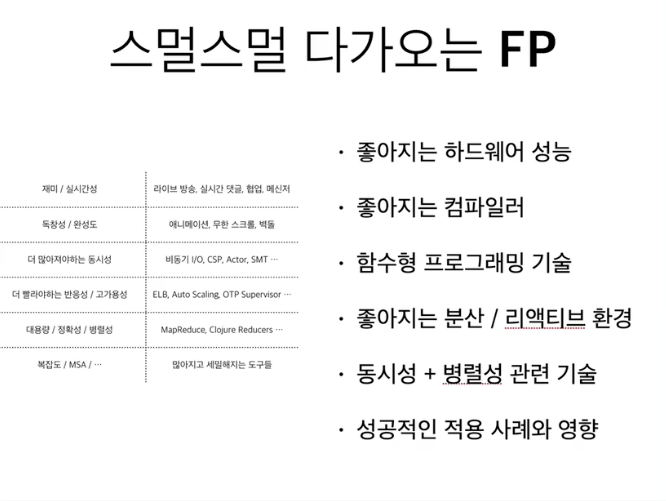 스멀스멀 다가오는 FP
재미 / 실시간성 라이브 방송, 실시간 댓글, 협업, 메신저
독창성 / 완성도 애니메이션, 무한 스크롤, 벽돌
더 많아져야하는 동시성 비동기 I/O, CSP, Actor, SMT …
더 빨라야하는 반응성 / 고가용성 ELB, Auto Scaling, OTP Supervisor …
대용량 / 정확성 / 병렬성 MapReduce, Clojure Reducers …
복잡도 / MSA / … 많아지고 세밀해지는 도구들
• 좋아지는 하드웨어 성능
• 좋아지는 컴파일러
• 함수형 프로그래밍 기술
• 좋아지는 분산 / 리액티브 환경
• 동시성 + 병렬성 관련 기술
• 성공적인 적용 사례와 영향